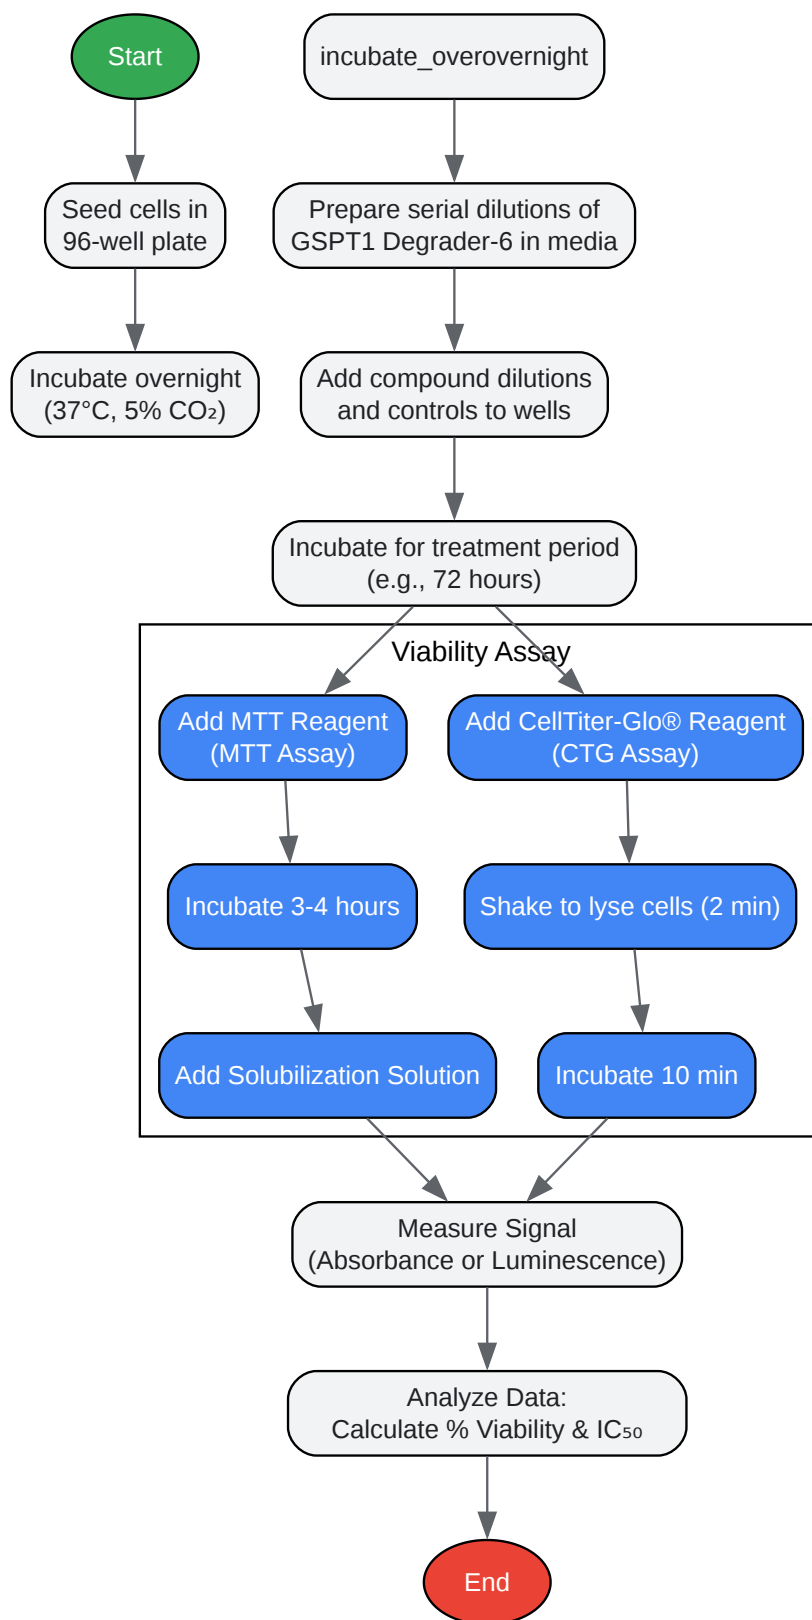 Start
Seed cells in
96-well plate
Incubate overnight
(37°C, 5% CO₂)
incubate_overovernight
Prepare serial dilutions of
GSPT1 Degrader-6 in media
Add compound dilutions
and controls to wells
Incubate for treatment period
(e.g., 72 hours)
Viability Assay
Add MTT Reagent
(MTT Assay)
Incubate 3-4 hours
Add Solubilization Solution
Add CellTiter-Glo® Reagent
(CTG Assay)
Shake to lyse cells (2 min)
Incubate 10 min
Measure Signal
(Absorbance or Luminescence)
Analyze Data:
Calculate % Viability & IC₅₀
End